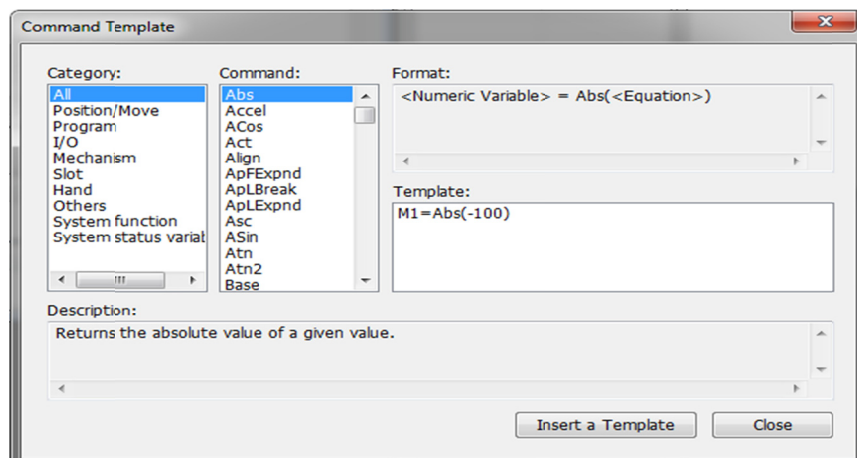 Command Template
Category:
All
Position/Move
Program
I/O
Mechanism
Slot
Hand
Others
System function
System status variab
Command:
Abs
Accel
ACos
Act
Align
ApFExpnd
ApLBreak
ApLExpnd
Asc
ASin
Atn
Atn2
Base
Format:
<Numeric Variable> = Abs(<Equation>)
Template:
M1=Abs(-100)
Description:
Returns the absolute value of a given value.
Insert a Template
Close